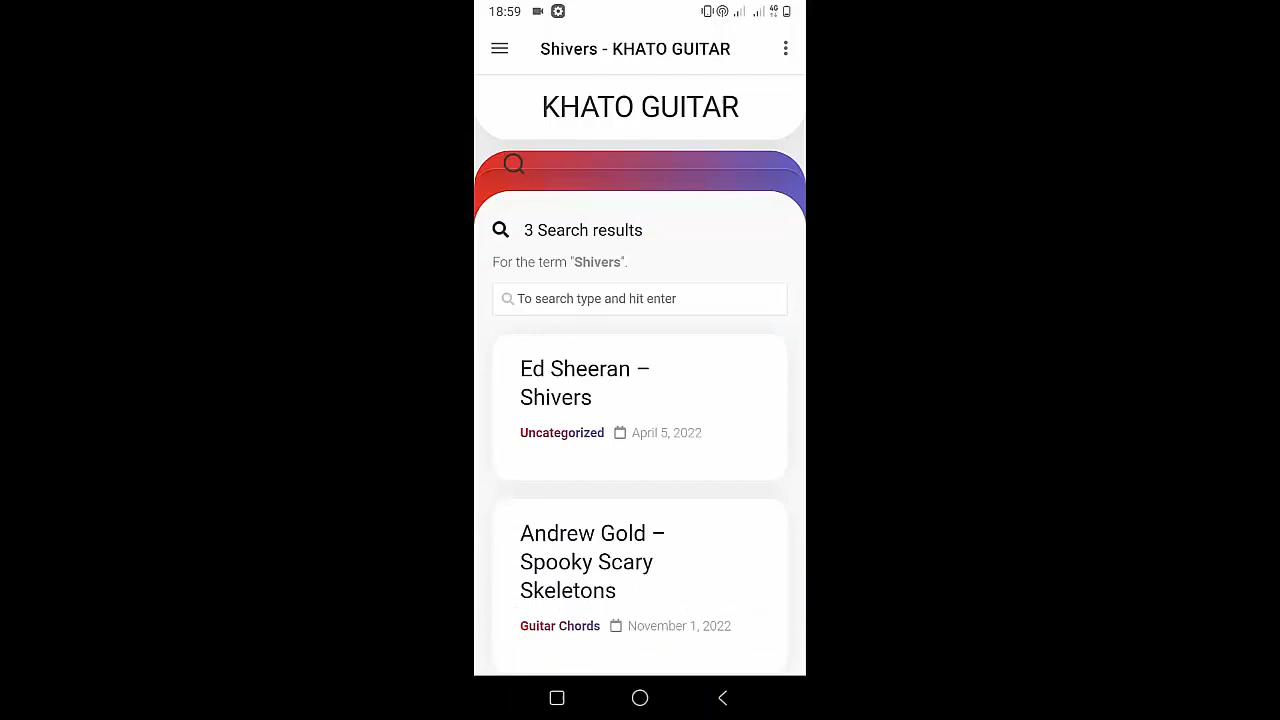 18:59
4G
Shivers - KHATO GUITAR
KHATO GUITAR
3 Search results
For the term "Shivers".
To search type and hit enter
Ed Sheeran –
Shivers
Uncategorized April 5, 2022
Andrew Gold –
Spooky Scary
Skeletons
Guitar Chords November 1, 2022